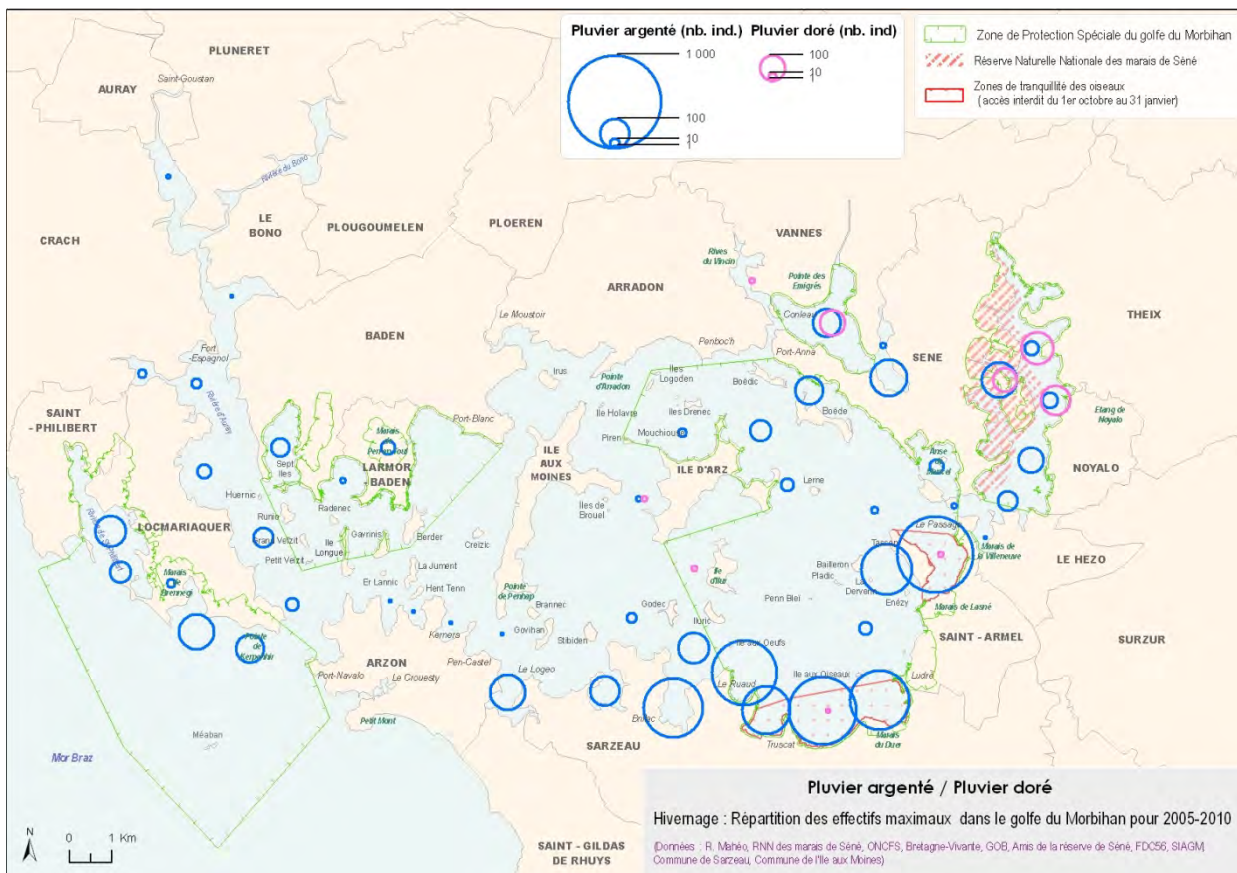 Pluvier argenté (nb. ind.)
1 000
100
10
1
Pluvier doré (nb. ind)
100
10
1
Zone de Protection Spéciale du golfe du Morbihan
Réserve Naturelle Nationale des marais de Séné
Zones de tranquillité des oiseaux
(accès interdit du 1er octobre au 31 janvier)
PLUNERET
Saint-Goustan
AURAY
Rivière du Bono
LE
BONO
PLOUGOUMELEN
PLOEREN
CRACH
VANNES
Rives
du Vincin
Pointe des
Emigrés
ARRADON
Conleau
THEIX
Le Moustoir
BADEN
Penboc'h
Port-Anna
SENE
Fort
Espagnol
Irus
Pointe
d'Arradon
Iles
Logoden
Boëdic
Rivière d'Auray
SAINT
-PHILIBERT
Port-Blanc
Ile Holavre
Iles Drenec
Boëde
Etang de
Noyalo
Mouchiouse
Piren
Marais
de
LARMOR
-BADEN
Sept
Iles
ILE
AUX
MOINES
ILE D'ARZ
NOYALO
Anse
Huernic
Radenec
Lerne
LOCMARIAQUER
Runio
Iles de
Brouel
Grand Vetzit
Ile
Longue
Gavrinis
Berder
Creizic
Le Passage
Petit Vetzit
Marais de
la Villeneuve
LE HEZO
La Jument
Bailleron
Pladic
Marais
de
Er Lannic
Hent Tenn
Pointe
de Penhap
Brannec
Penn Bleï
Enézy
Marais de Lasné
Godec
Iluric
Govihan
Stibiden
Kernera
SAINT - ARMEL
SURZUR
Ile aux Oeufs
Pointe
de Kerpenhir
ARZON
Pen-Castel
Port-Navalo
Le Crouesty
Le Logeo
Le Ruaud
Ile aux Oiseaux
Ludré
Petit Mont
Méaban
SARZEAU
Truscat
Marais
du Duer
Mor Braz
N
0 1 Km
SAINT - GILDAS
DE RHUYS
Pluvier argenté / Pluvier doré
Hivernage : Répartition des effectifs maximaux dans le golfe du Morbihan pour 2005-2010
(Données : R. Mahéo, RNN des marais de Séné, ONCFS, Bretagne-Vivante, GOB, Amis de la réserve de Séné, FDC56, SIAGM,
Commune de Sarzeau, Commune de l'Ile aux Moines)